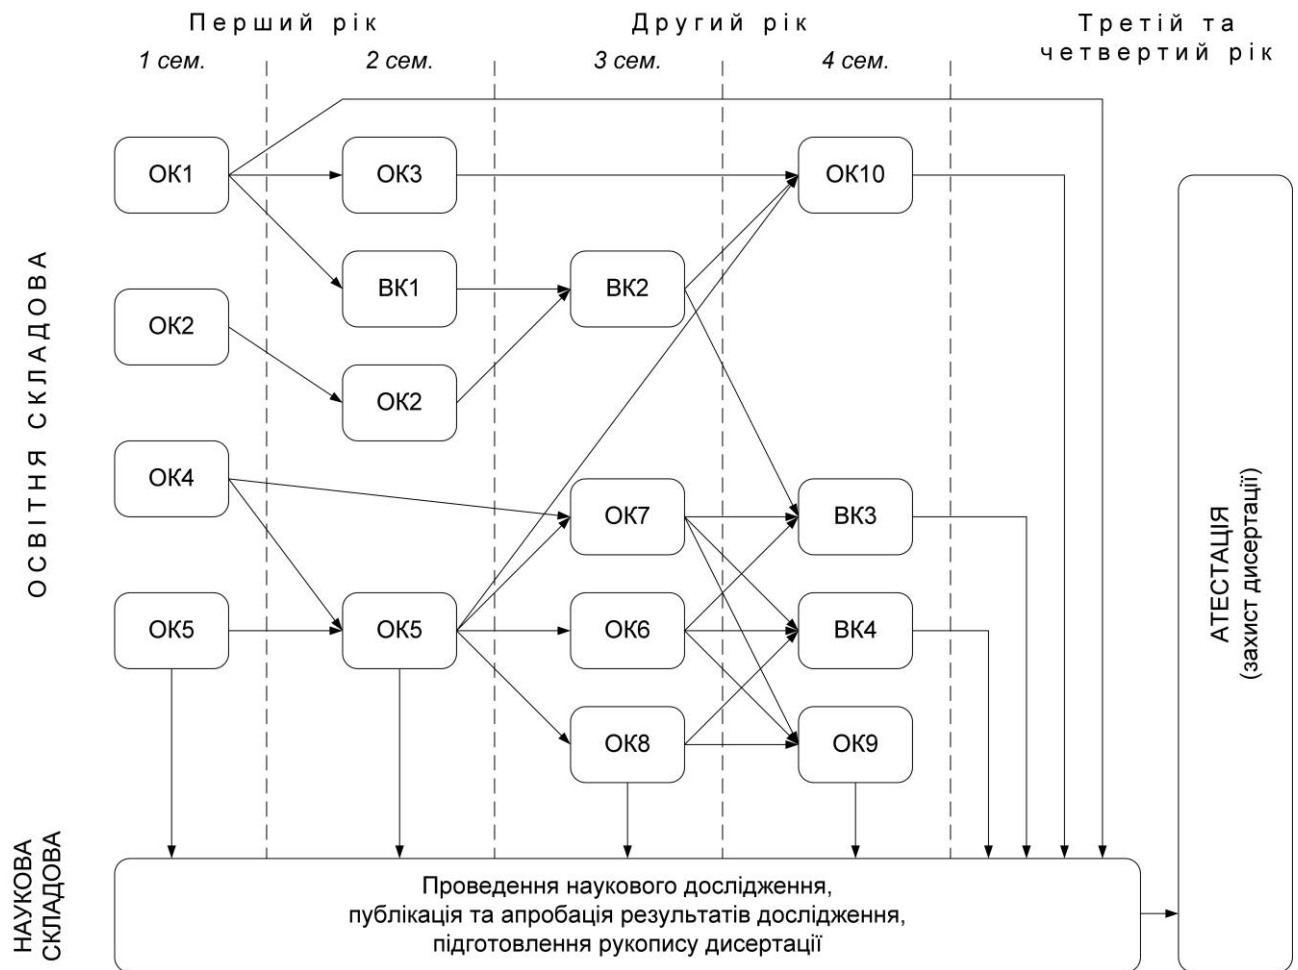 Перший рік
Другий рік
Третій та
четвертий рік
1 сем.
2 сем.
3 сем.
4 сем.
ОСВІТНЯ СКЛАДОВА
ОК1
ОК3
ОК10
ВК1
ВК2
ОК2
ОК2
ОК4
ОК7
ВК3
ОК5
ОК5
ОК6
ВК4
ОК8
ОК9
АТЕСТАЦІЯ
(захист дисертації)
НАУКОВА
СКЛАДОВА
Проведення наукового дослідження,
публікація та апробація результатів дослідження,
підготовлення рукопису дисертації